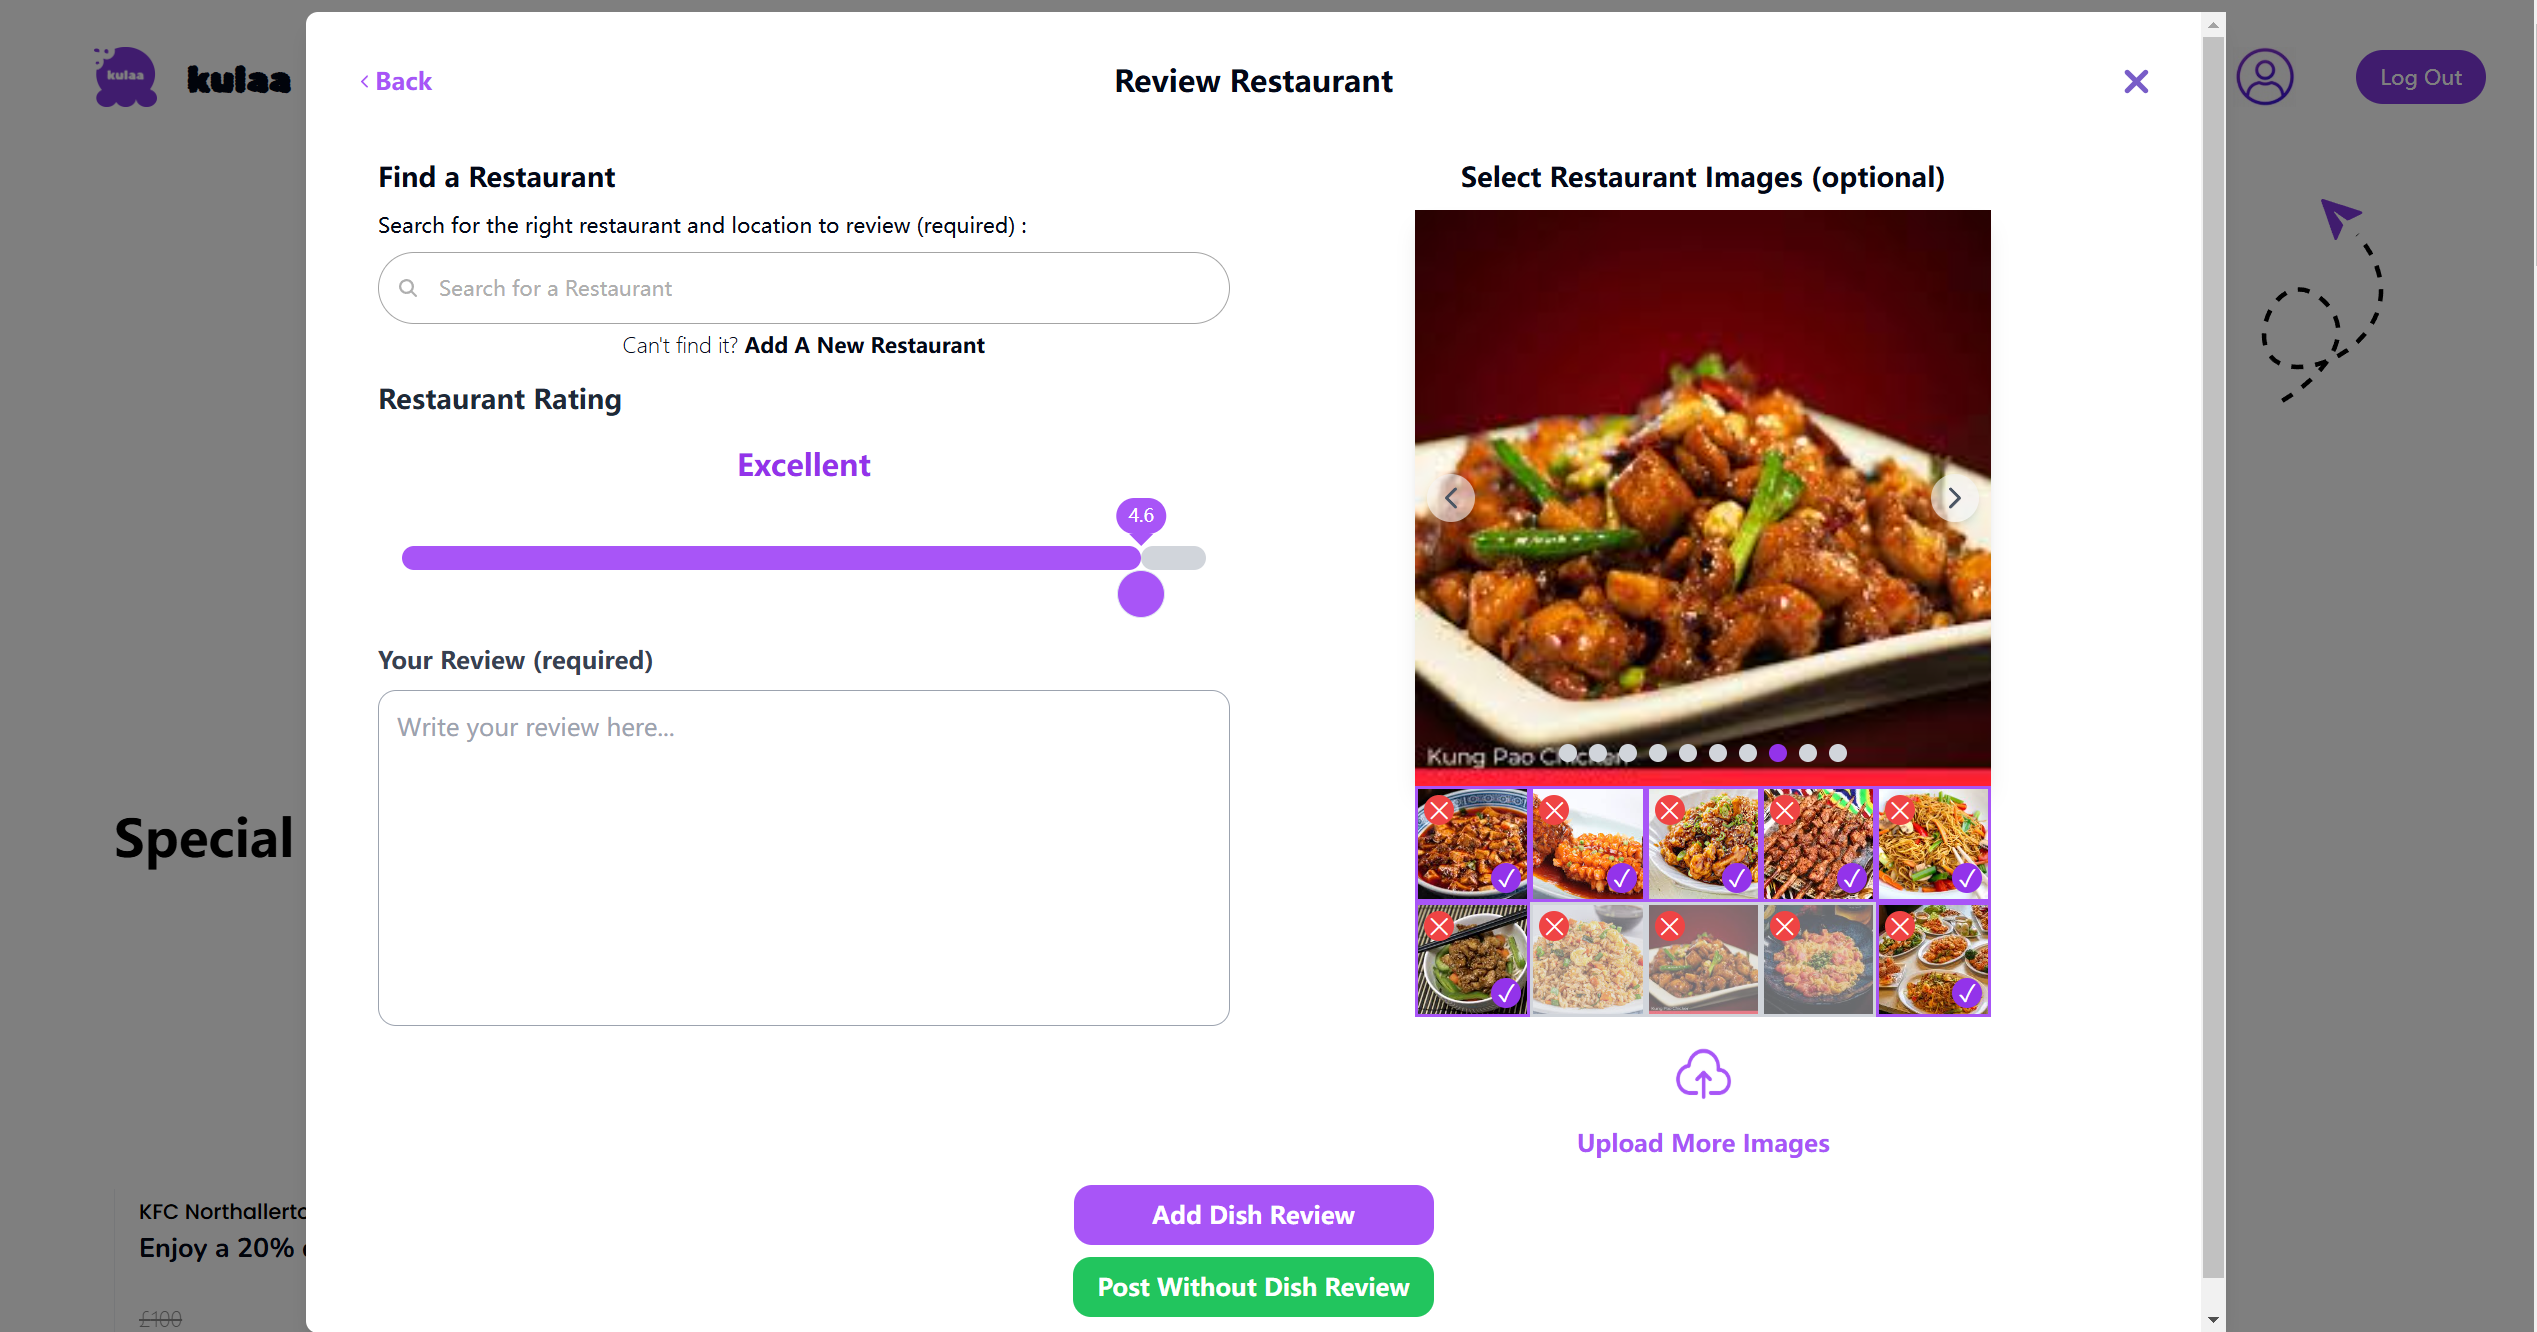 kulaa
kulaa
Log Out
Back
Review Restaurant
Find a Restaurant
Search for the right restaurant and location to review (required) :
Search for a Restaurant
Can't find it? Add A New Restaurant
Restaurant Rating
Excellent
4.6
Your Review (required)
Write your review here...
Select Restaurant Images (optional)
Kung Pao Chicken
Upload More Images
Add Dish Review
Post Without Dish Review
Special
KFC Northallerto
Enjoy a 20%
£100